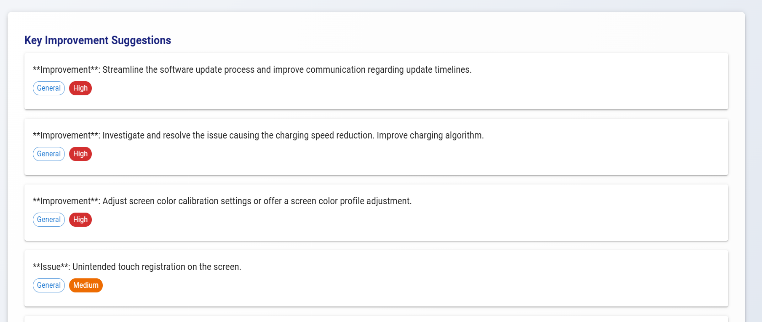 Key Improvement Suggestions
**Improvement**: Streamline the software update process and improve communication regarding update timelines.
General High
**Improvement**: Investigate and resolve the issue causing the charging speed reduction. Improve charging algorithm.
General High
**Improvement**: Adjust screen color calibration settings or offer a screen color profile adjustment.
General High
**Issue**: Unintended touch registration on the screen.
General Medium